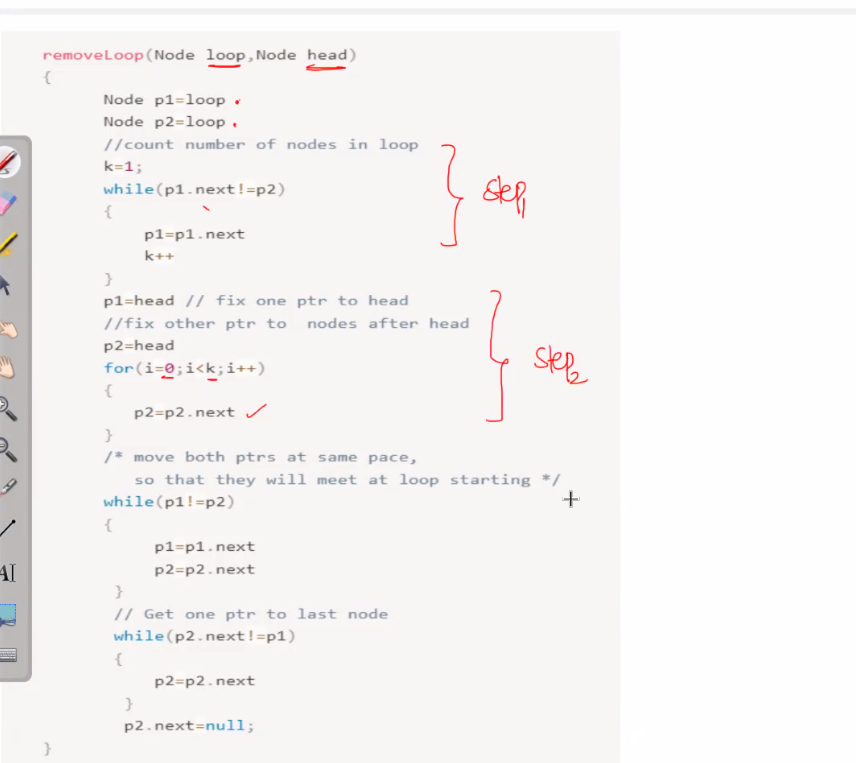 removeLoop(Node loop,Node head)
{
Node p1=loop
Node p2=loop
//count number of nodes in loop
k=1;
while(p1.next!=p2)
{
p1=p1.next
k++
}
step1
p1=head // fix one ptr to head
//fix other ptr to  nodes after head
p2=head
for(i=0;i<k;i++)
{
p2=p2.next
}
step2
/* move both ptrs at same pace,
so that they will meet at loop starting */
while(p1!=p2)
{
p1=p1.next
p2=p2.next
}
// Get one ptr to last node
while(p2.next!=p1)
{
p2=p2.next
}
p2.next=null;
}
AI